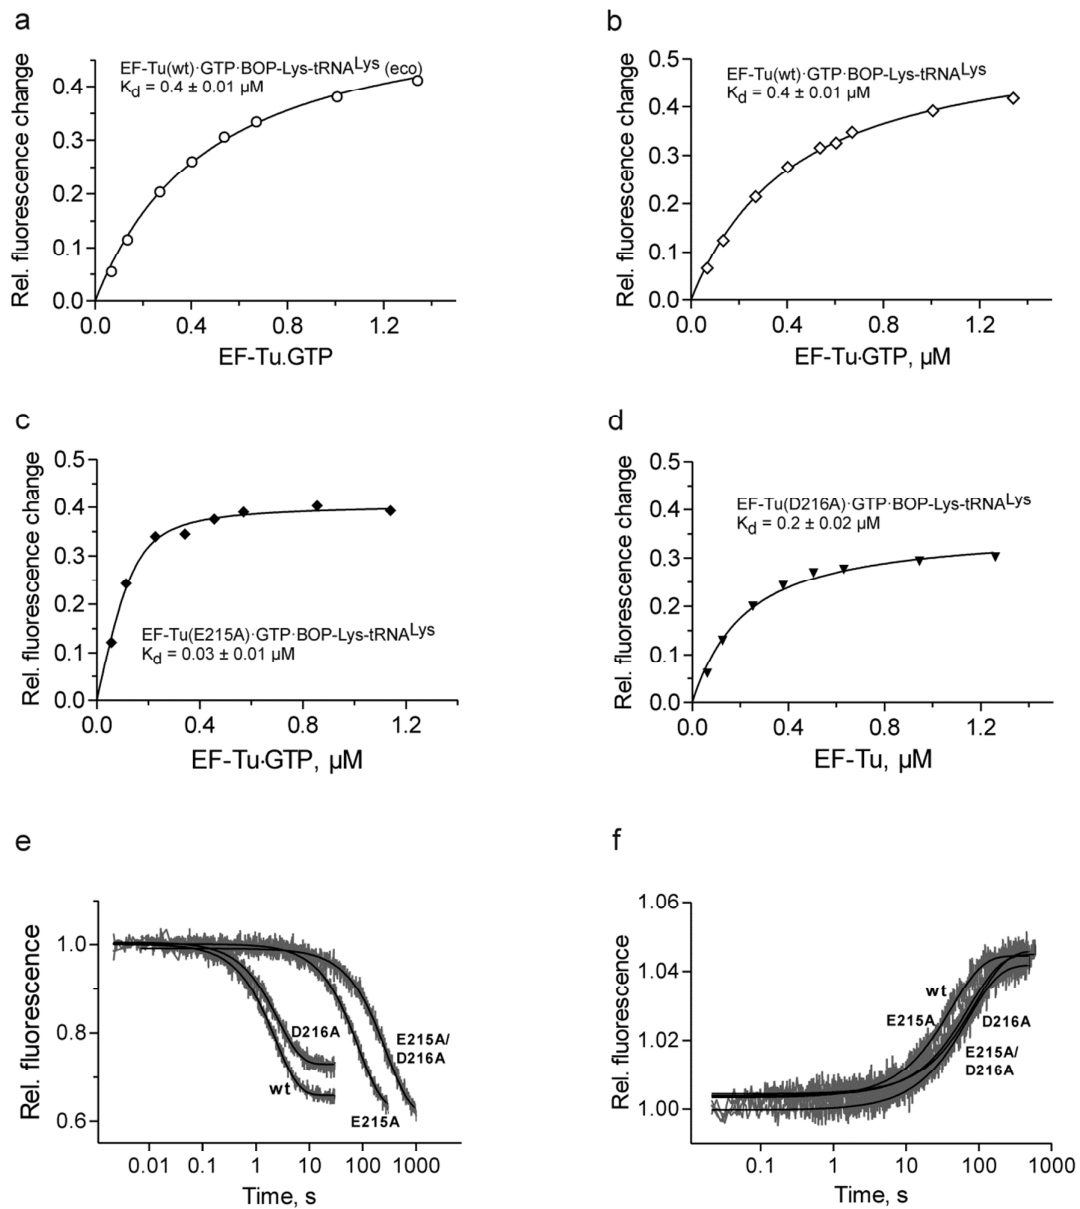 a
EF-Tu(wt)·GTP·BOP-Lys-tRNALys (eco)
Kd = 0.4 ± 0.01 µM
Rel. fluorescence change
0.4
0.3
0.2
0.1
0.0
0.0 0.4 0.8 1.2
EF-Tu.GTP
b
EF-Tu(wt)·GTP·BOP-Lys-tRNALys
Kd = 0.4 ± 0.01 µM
Rel. fluorescence change
0.5
0.4
0.3
0.2
0.1
0.0
0.0 0.4 0.8 1.2
EF-Tu·GTP, µM
c
Rel. fluorescence change
0.5
0.4
0.3
0.2
0.1
0.0
EF-Tu(E215A)·GTP·BOP-Lys-tRNALys
Kd = 0.03 ± 0.01 µM
0.0 0.4 0.8 1.2
EF-Tu·GTP, µM
d
Rel. fluorescence change
0.5
0.4
0.3
0.2
0.1
0.0
EF-Tu(D216A)·GTP·BOP-Lys-tRNALys
Kd = 0.2 ± 0.02 µM
0.0 0.4 0.8 1.2
EF-Tu, µM
e
Rel. fluorescence
1.0
0.8
0.6
D216A
wt
E215A/
D216A
E215A
0.01 0.1 1 10 100 1000
Time, s
f
Rel. fluorescence
1.06
1.04
1.02
1.00
wt
E215A
D216A
E215A/
D216A
0.1 1 10 100 1000
Time, s